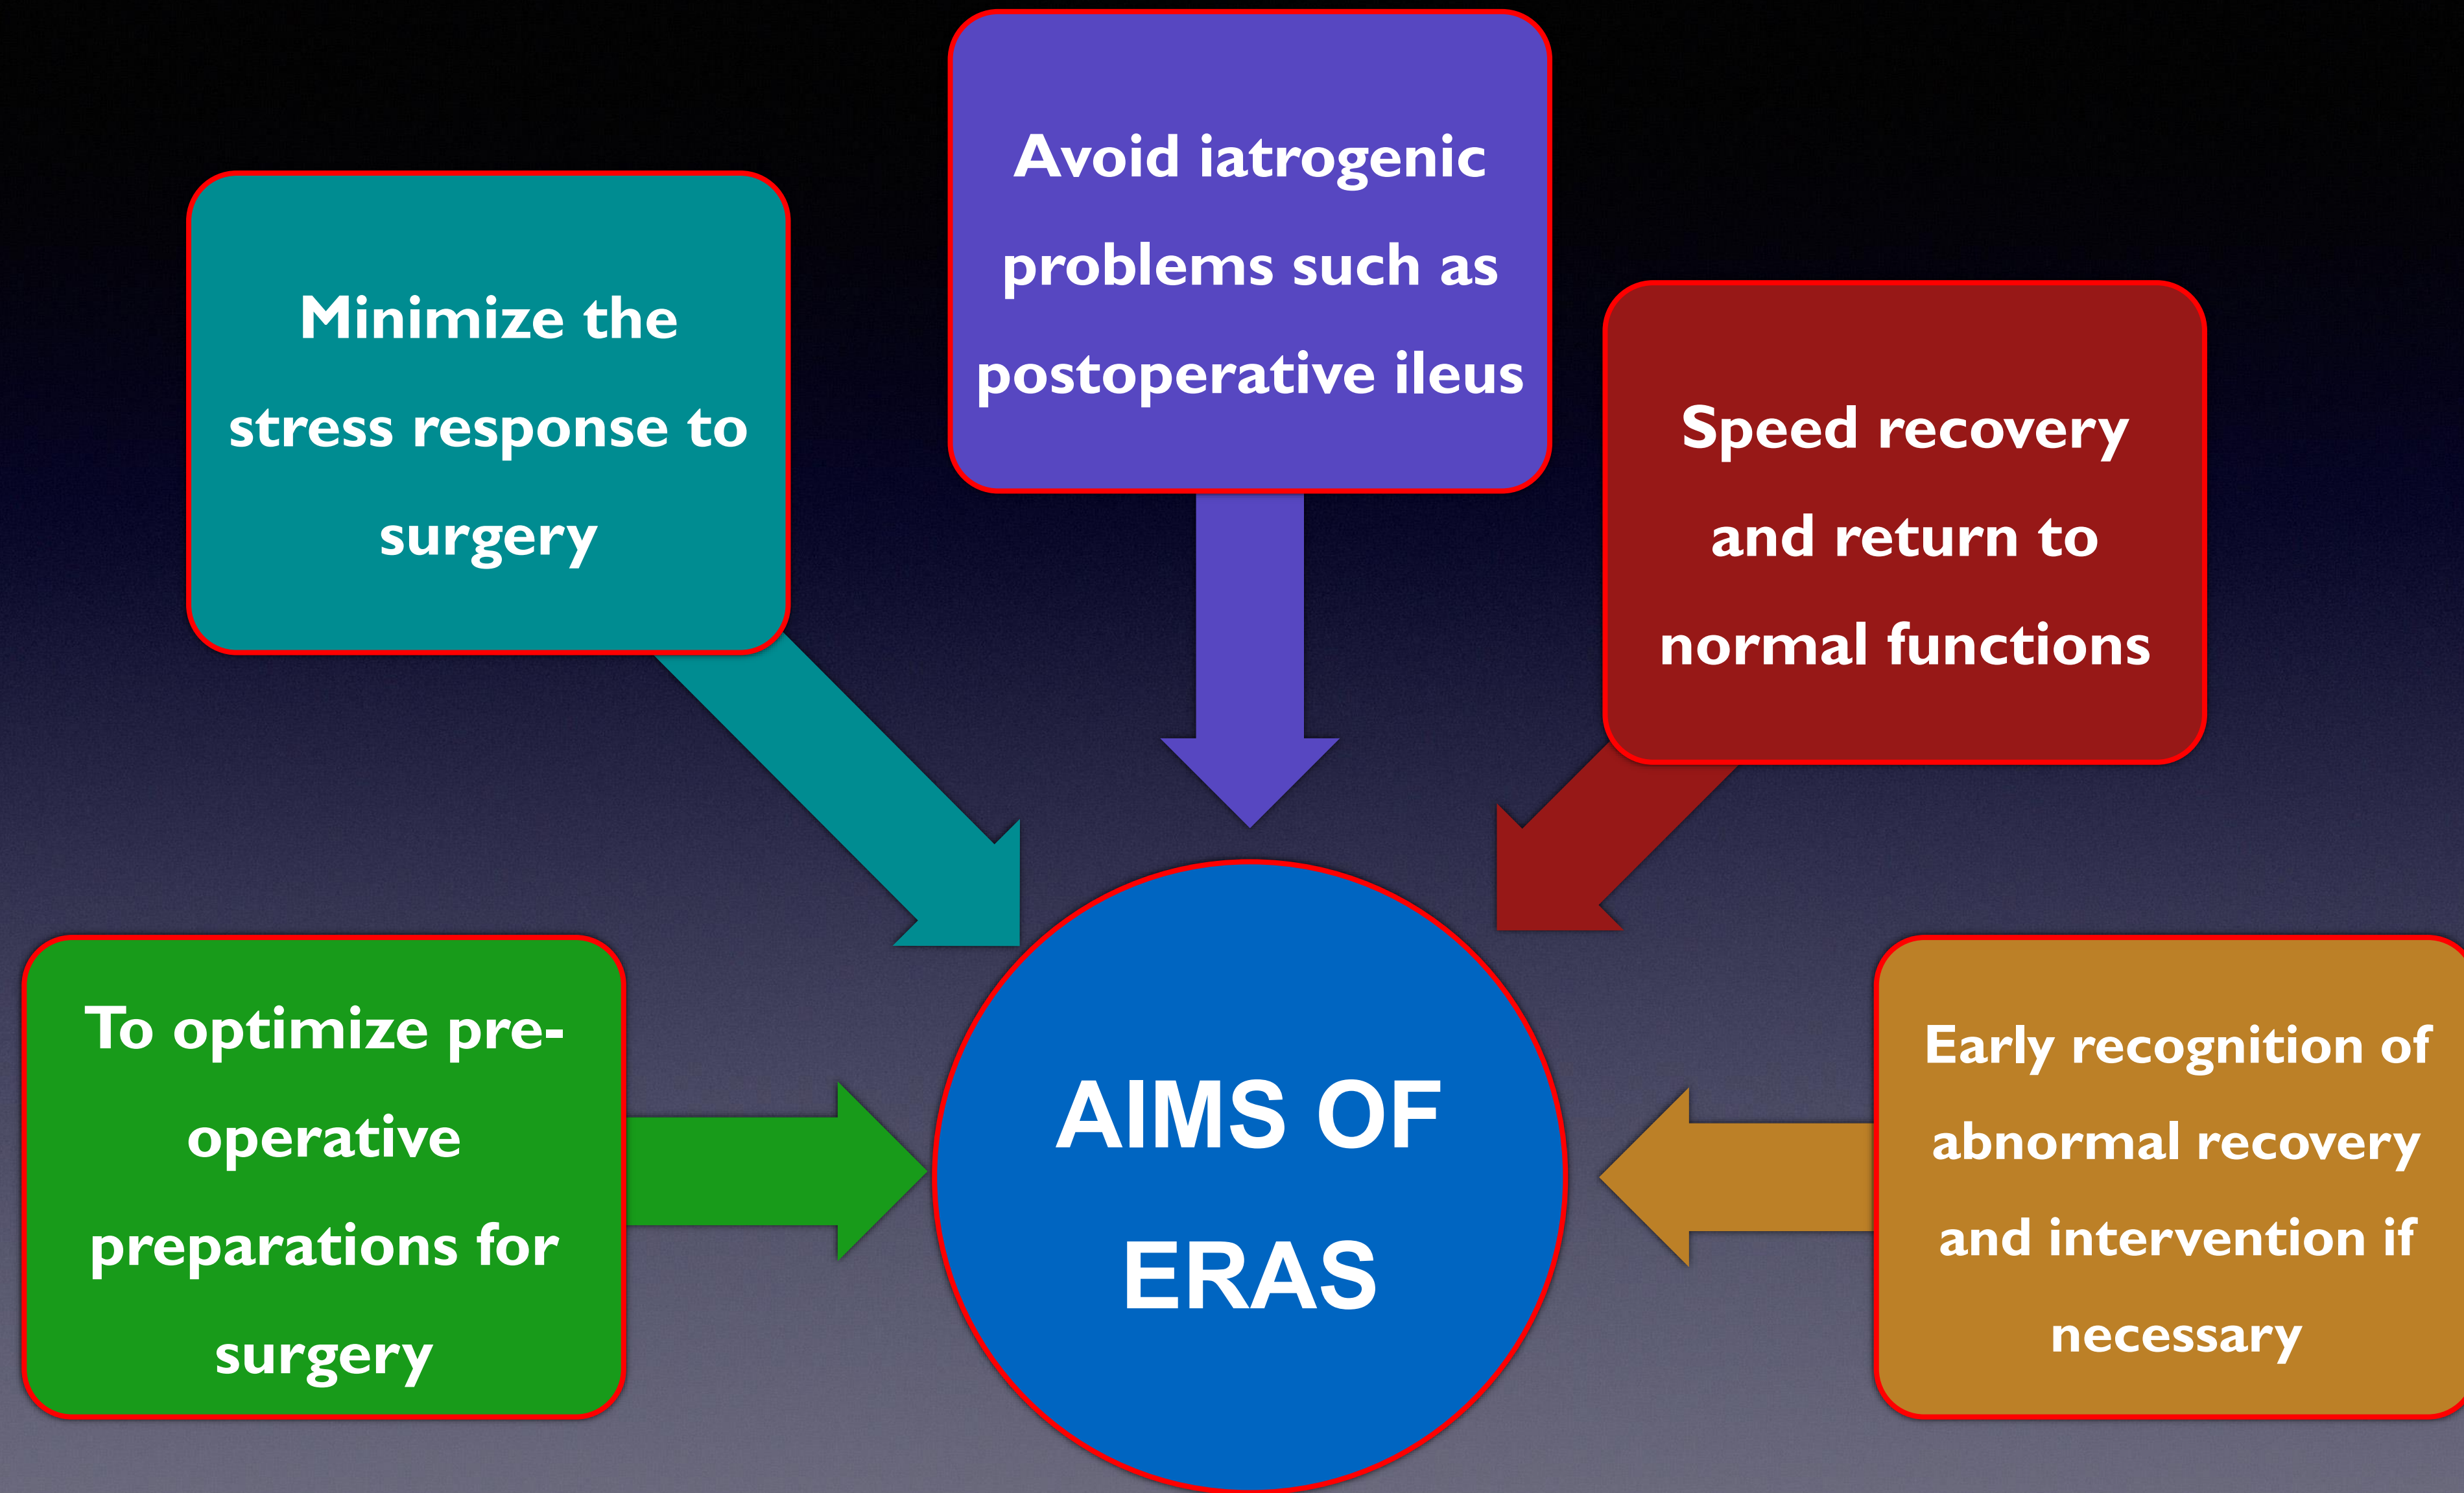 Avoid iatrogenic
problems such as
postoperative ileus
Minimize the
stress response to
surgery
Speed recovery
and return to
normal functions
To optimize pre-
operative
preparations for
surgery
AIMS OF
ERAS
Early recognition of
abnormal recovery
and intervention if
necessary